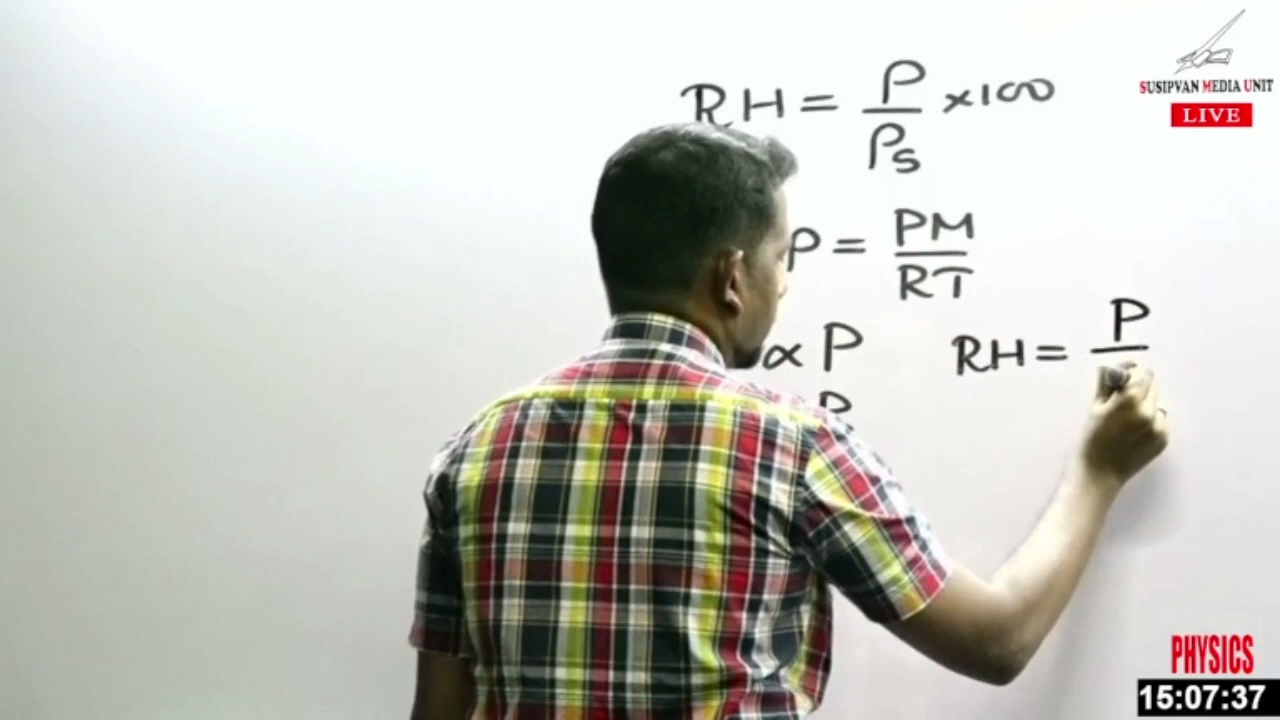 RH = ρ/ρs ×100
ρ = PM/RT
∝ P
RH = P/
P
SUSIPVAN MEDIA UNIT
LIVE
PHYSICS
15:07:37